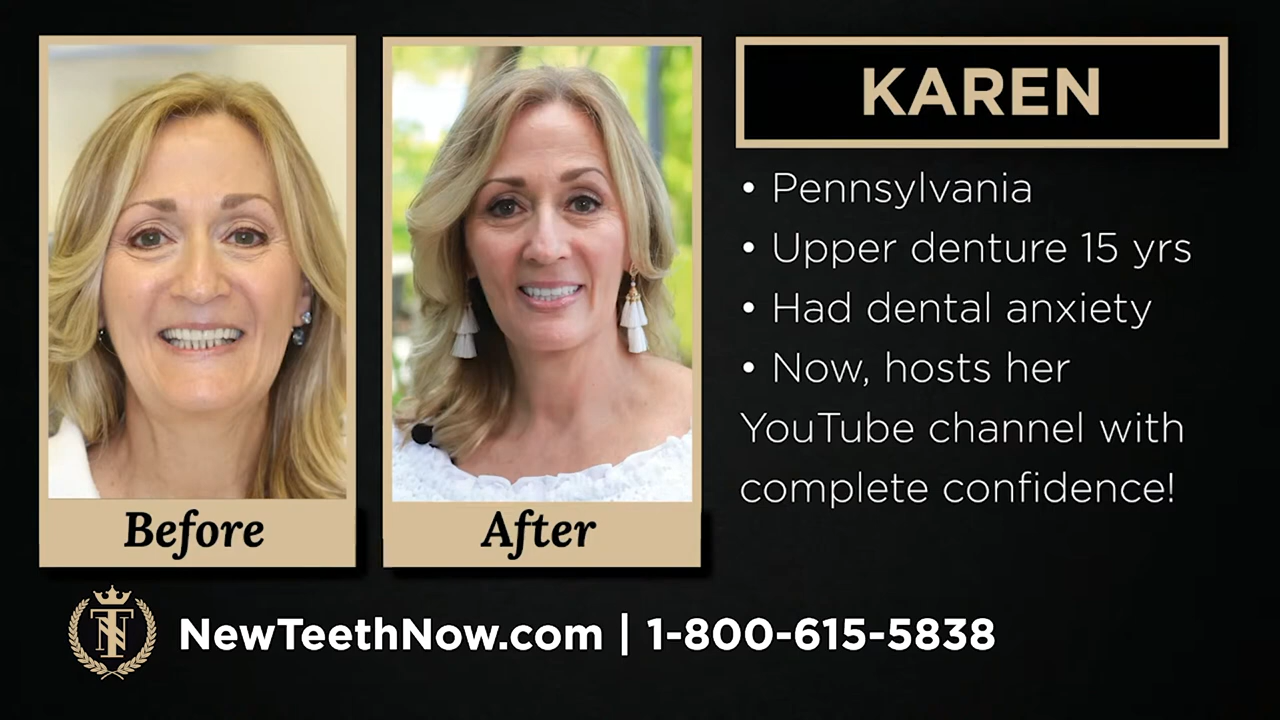 KAREN
• Pennsylvania
• Upper denture 15 yrs
• Had dental anxiety
• Now, hosts her
YouTube channel with
complete confidence!
Before
After
NewTeethNow.com | 1-800-615-5838